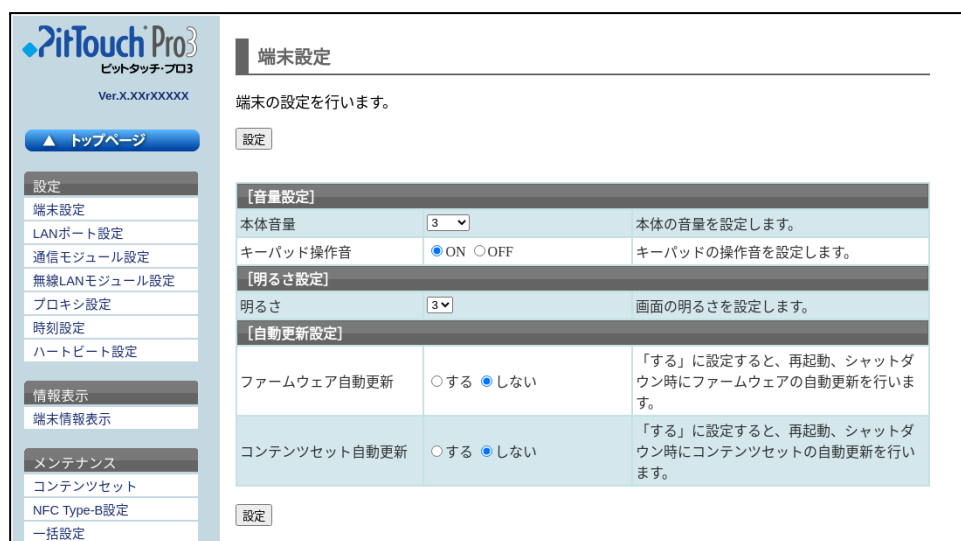 PitTouch Pro3
ピットタッチ・プロ3
Ver.X.XXrXXXXX
▲ トップページ
設定
端末設定
LANポート設定
通信モジュール設定
無線LANモジュール設定
プロキシ設定
時刻設定
ハートビート設定
情報表示
端末情報表示
メンテナンス
コンテンツセット
NFC Type-B設定
一括設定
端末設定
端末の設定を行います。
設定
［音量設定］
本体音量 3 本体の音量を設定します。
キーパッド操作音 ON OFF キーパッドの操作音を設定します。
［明るさ設定］
明るさ 3 画面の明るさを設定します。
［自動更新設定］
ファームウェア自動更新 する しない 「する」に設定すると、再起動、シャットダ
ウン時にファームウェアの自動更新を行いま
す。
コンテンツセット自動更新 する しない 「する」に設定すると、再起動、シャットダ
ウン時にコンテンツセットの自動更新を行い
ます。
設定